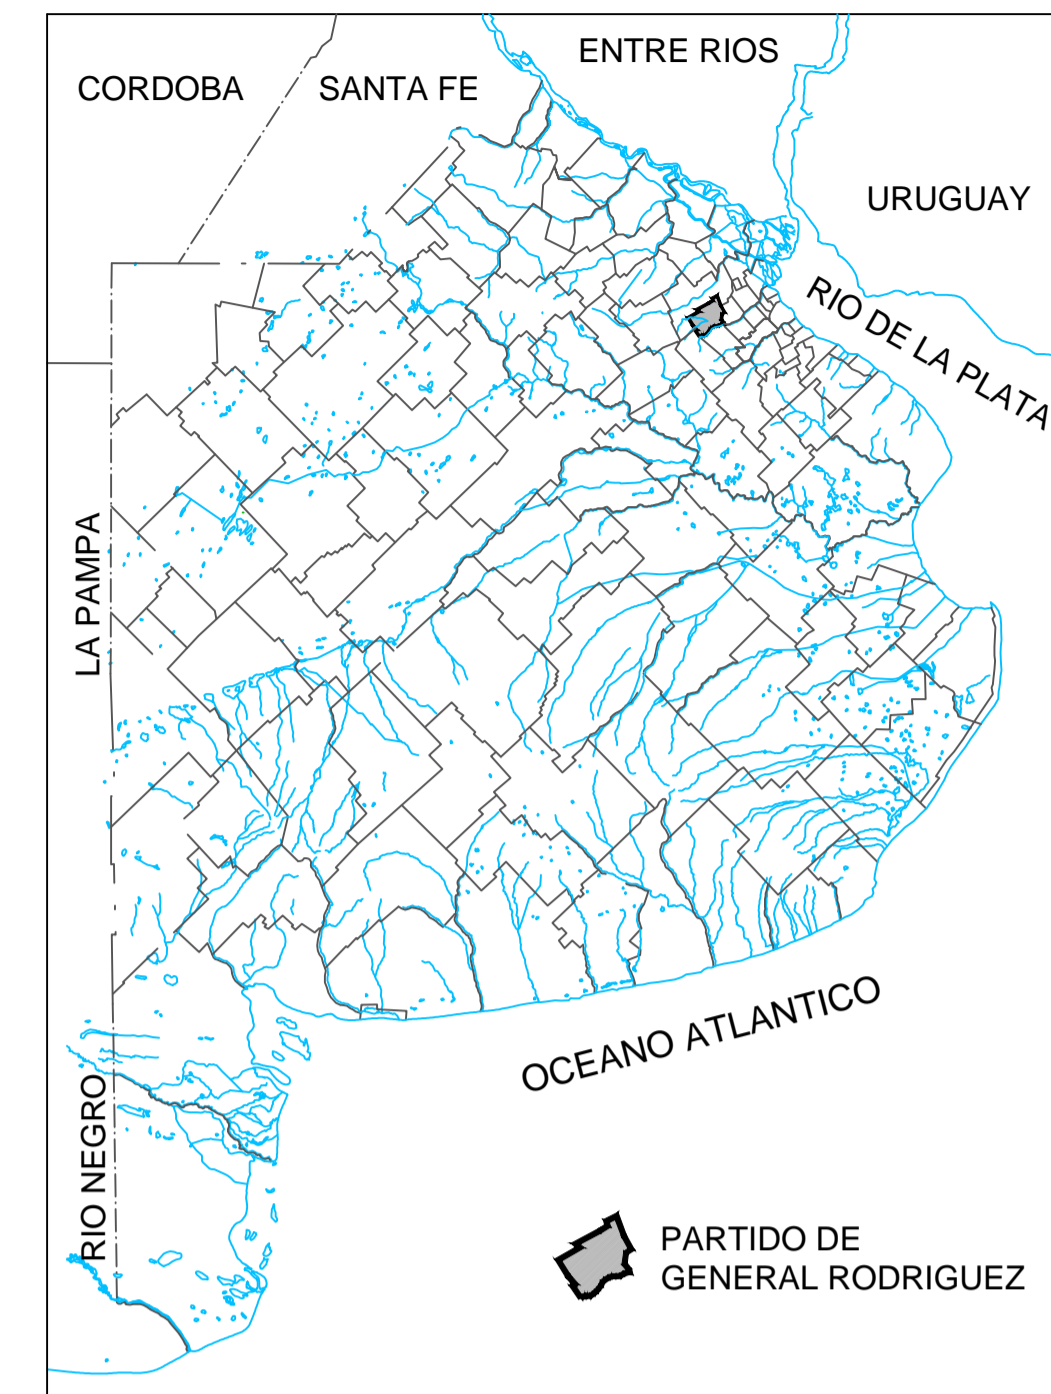 ENTRE RIOS
CORDOBA
SANTA FE
URUGUAY
RIO DE LA PLATA
LA PAMPA
OCEANO ATLANTICO
RIO NEGRO
PARTIDO DE
GENERAL RODRIGUEZ